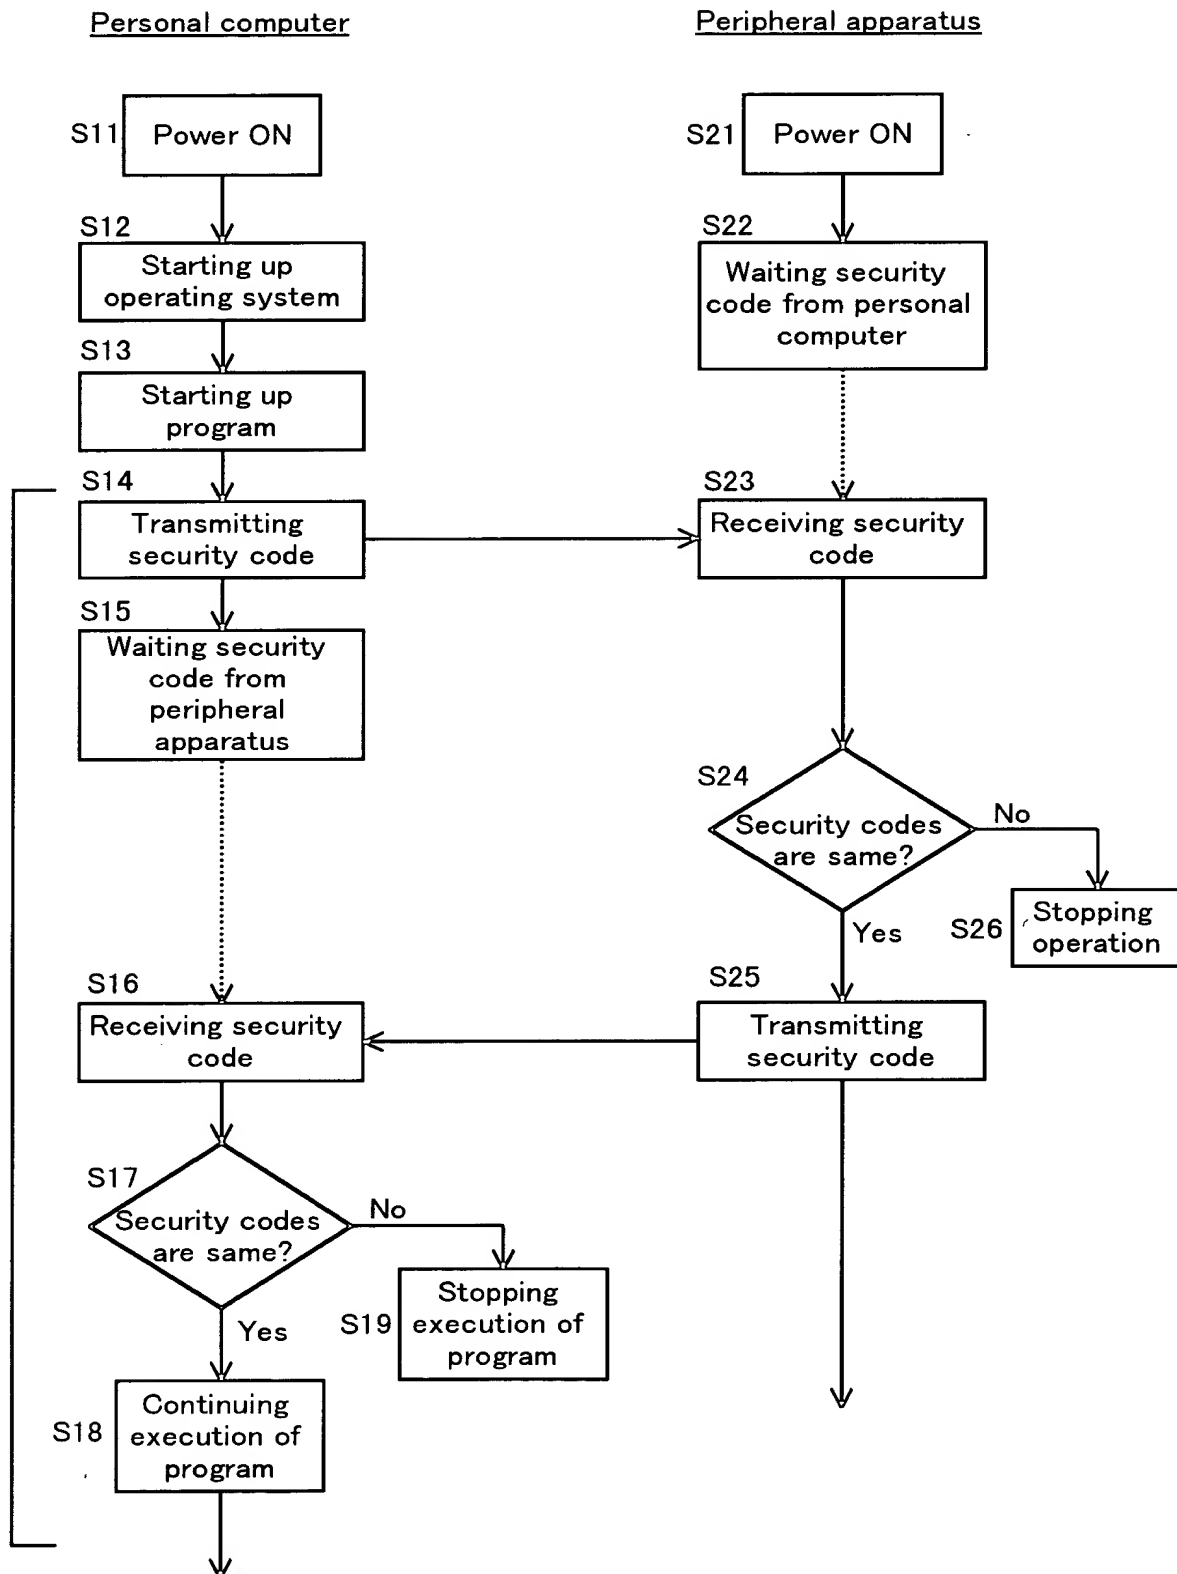 Personal computer
Peripheral apparatus
S11
Power ON
S21
Power ON
S12
Starting up
operating system
S22
Waiting security
code from personal
computer
S13
Starting up
program
S14
Transmitting
security code
S23
Receiving security
code
S15
Waiting security
code from
peripheral
apparatus
S24
Security codes
are same?
No
Yes
S26
Stopping
operation
S16
Receiving security
code
S25
Transmitting
security code
S17
Security codes
are same?
No
Yes
S19
Stopping
execution of
program
S18
Continuing
execution of
program